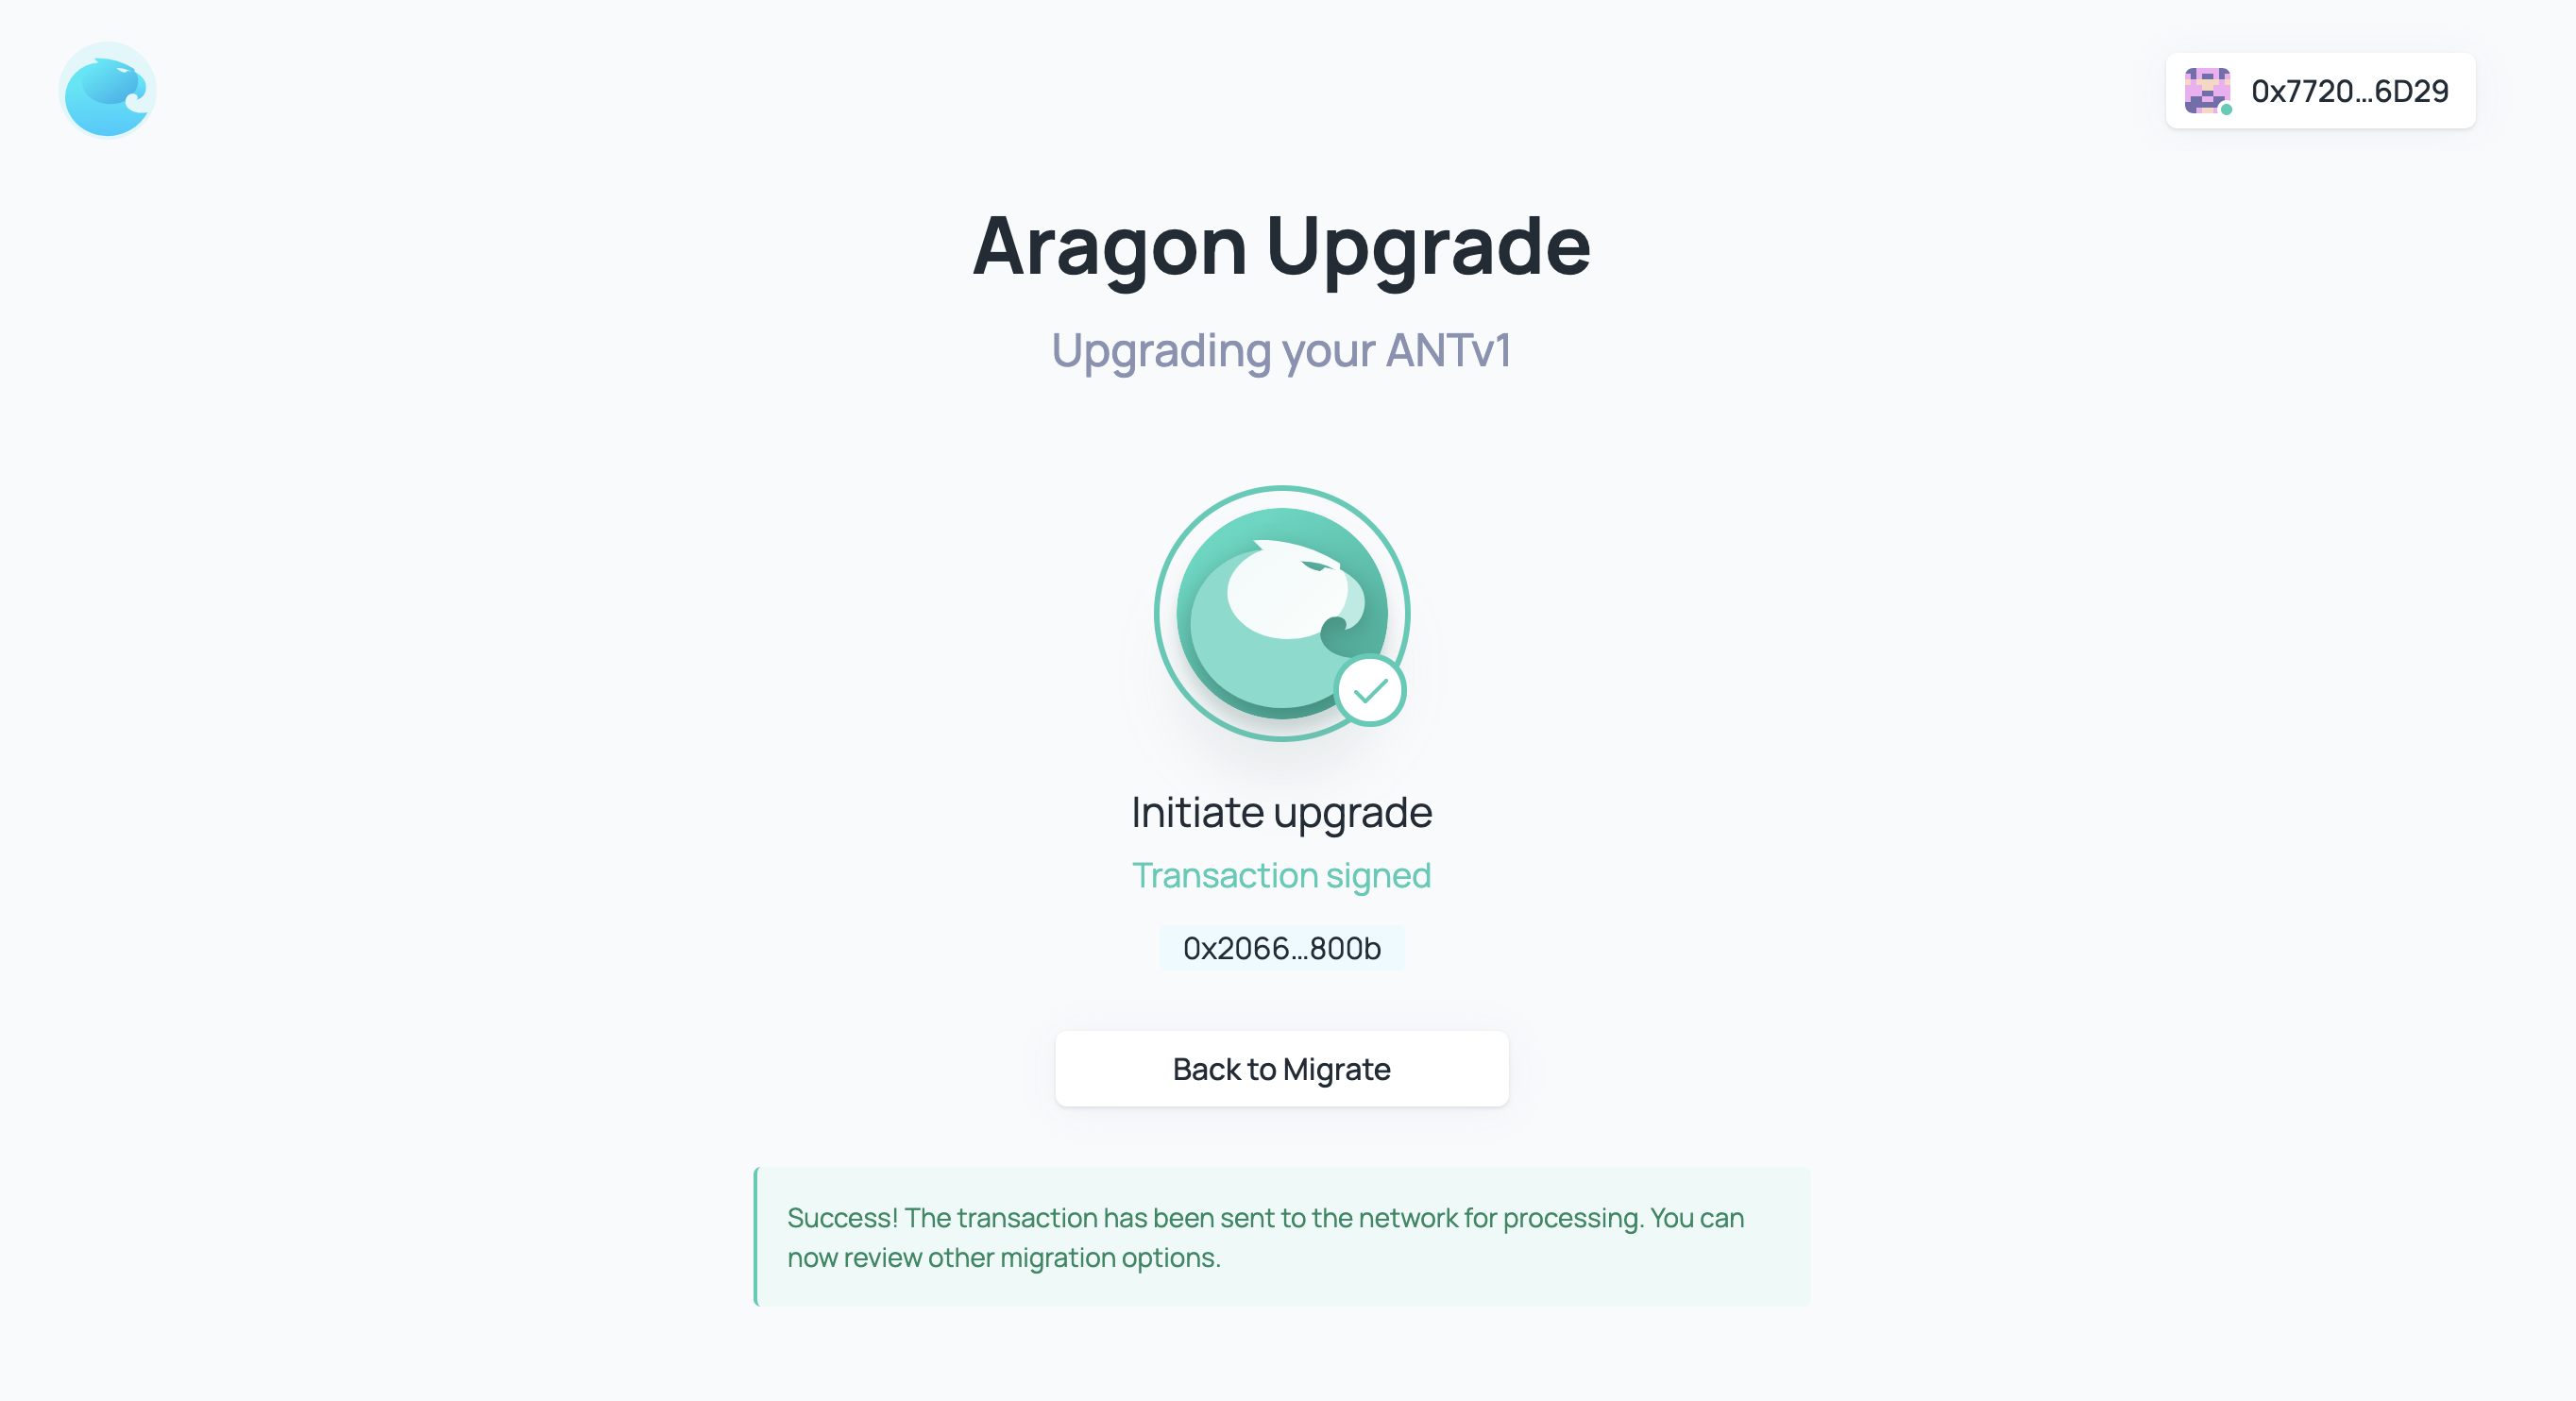 0x7720…6D29
Aragon Upgrade
Upgrading your ANTv1
Initiate upgrade
Transaction signed
0x2066…800b
Back to Migrate
Success! The transaction has been sent to the network for processing. You can
now review other migration options.